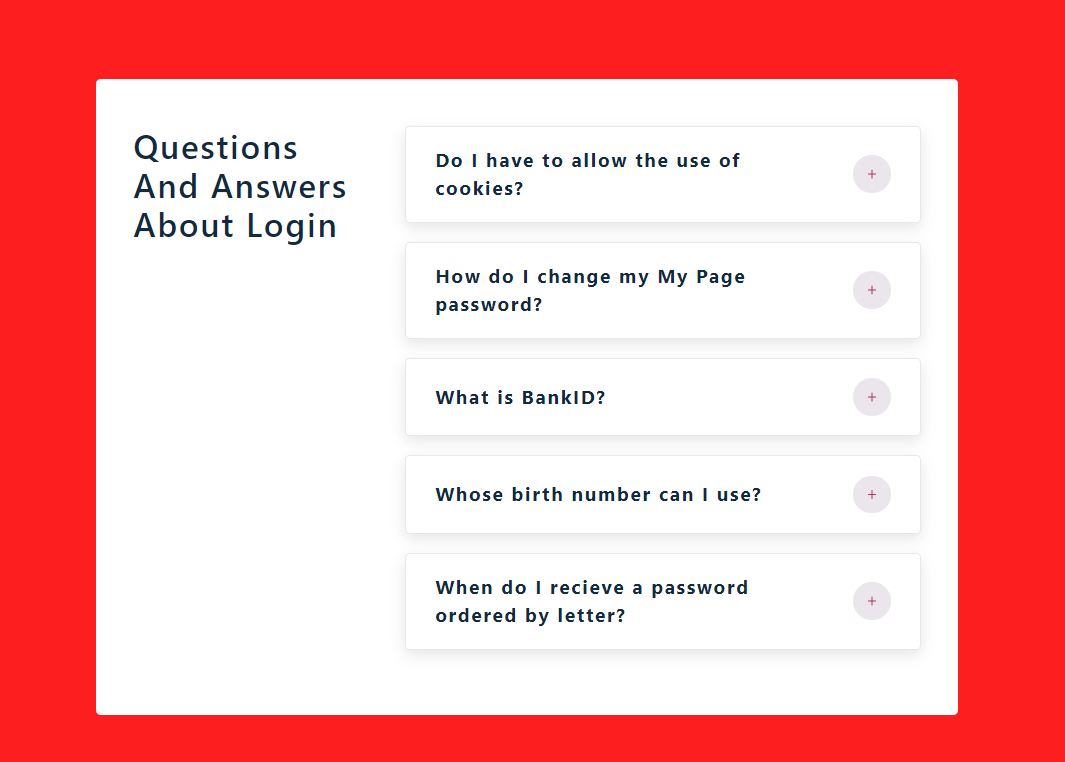 Questions
And Answers
About Login
Do I have to allow the use of
cookies?
How do I change my My Page
password?
What is BankID?
Whose birth number can I use?
When do I recieve a password
ordered by letter?